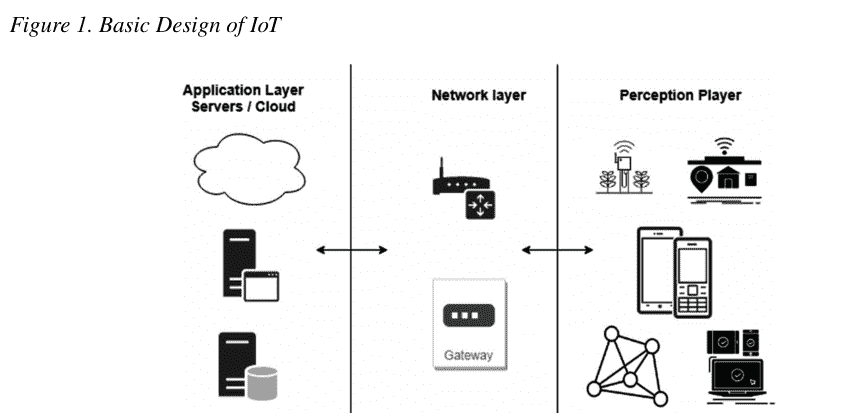 Figure 1. Basic Design of IoT
Application Layer
Servers / Cloud
Network layer
Perception Player
Gateway